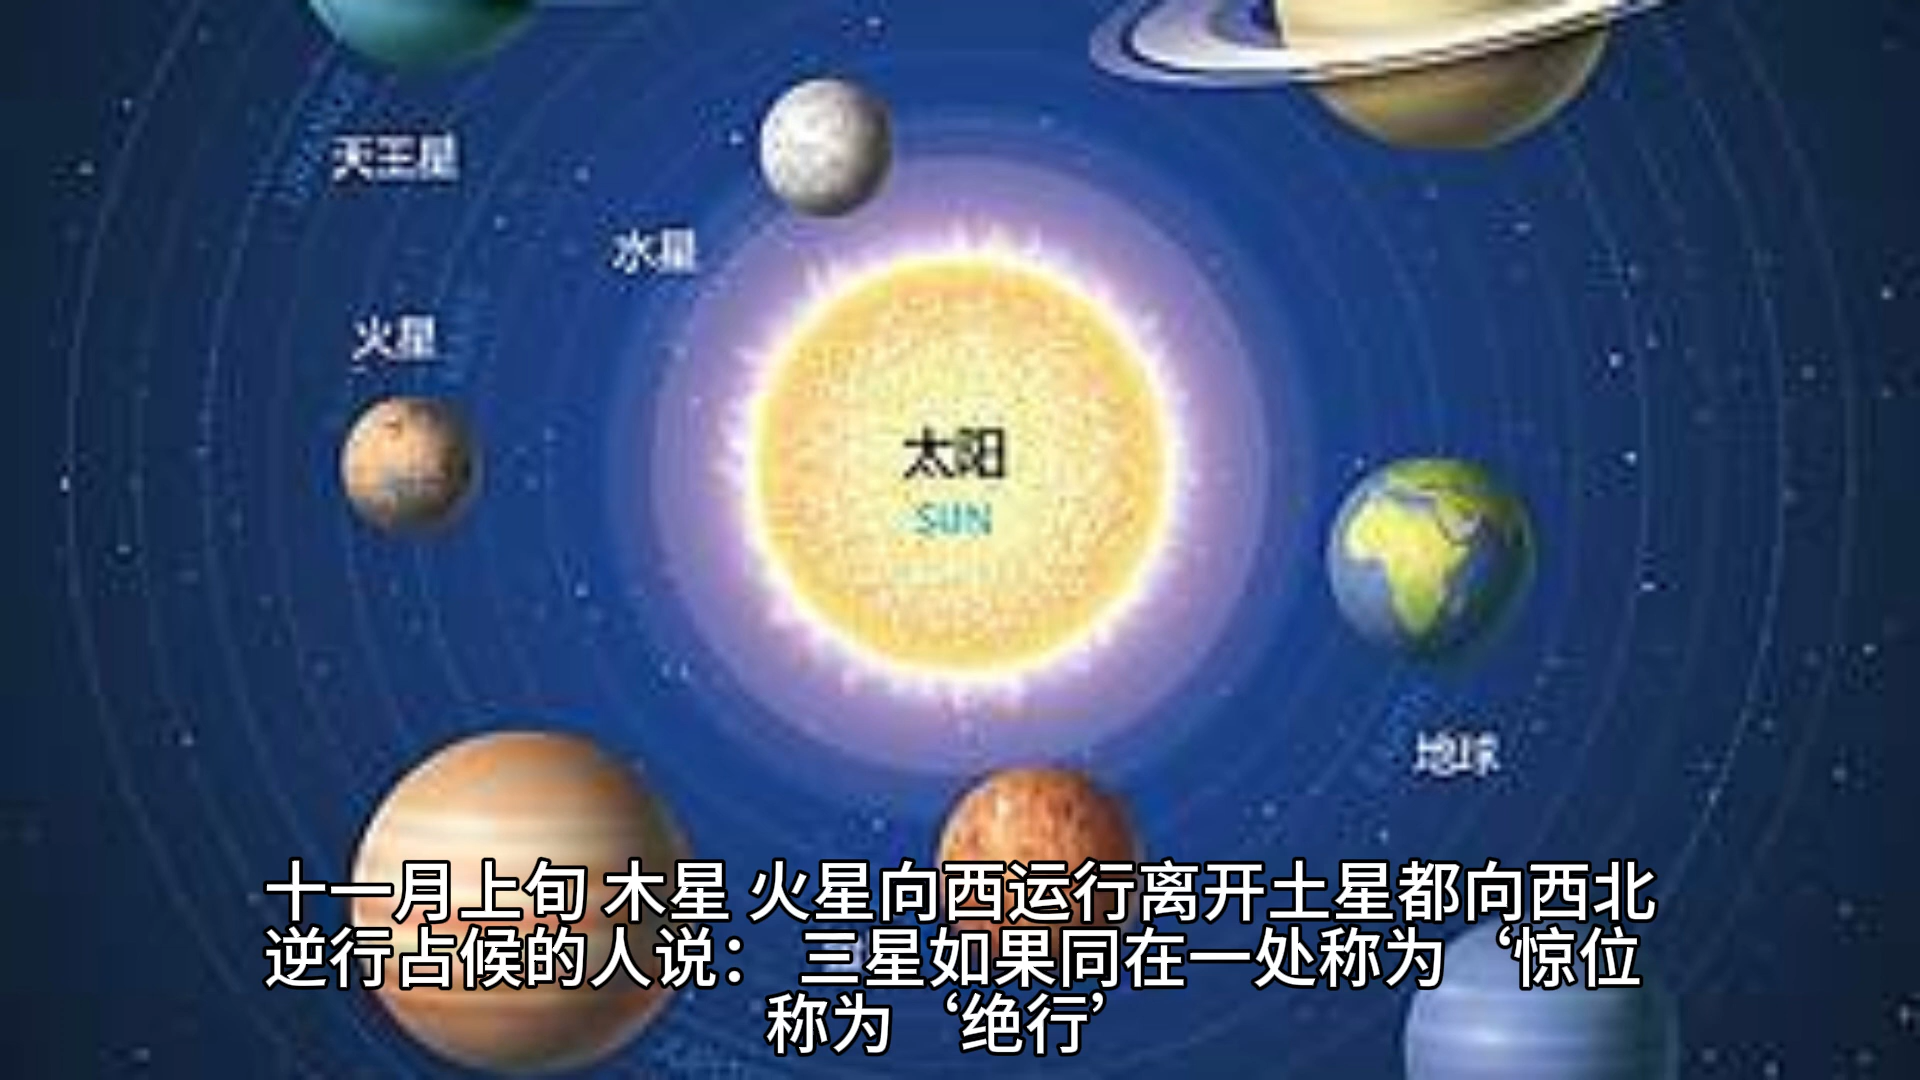 天王星
水星
火星
太阳
SUN
地球
十一月上旬 木星 火星向西运行离开土星都向西北
逆行占候的人说： 三星如果同在一处称为‘惊位
称为‘绝行’